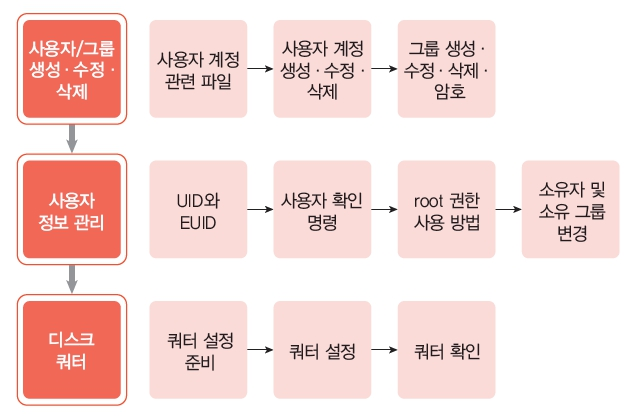 사용자/그룹
생성·수정·
삭제
사용자 계정
관련 파일
사용자 계정
생성·수정·
삭제
그룹 생성·
수정·삭제·
암호
사용자
정보 관리
UID와
EUID
사용자 확인
명령
root 권한
사용 방법
소유자 및
소유 그룹
변경
디스크
쿼터
쿼터 설정
준비
쿼터 설정
쿼터 확인